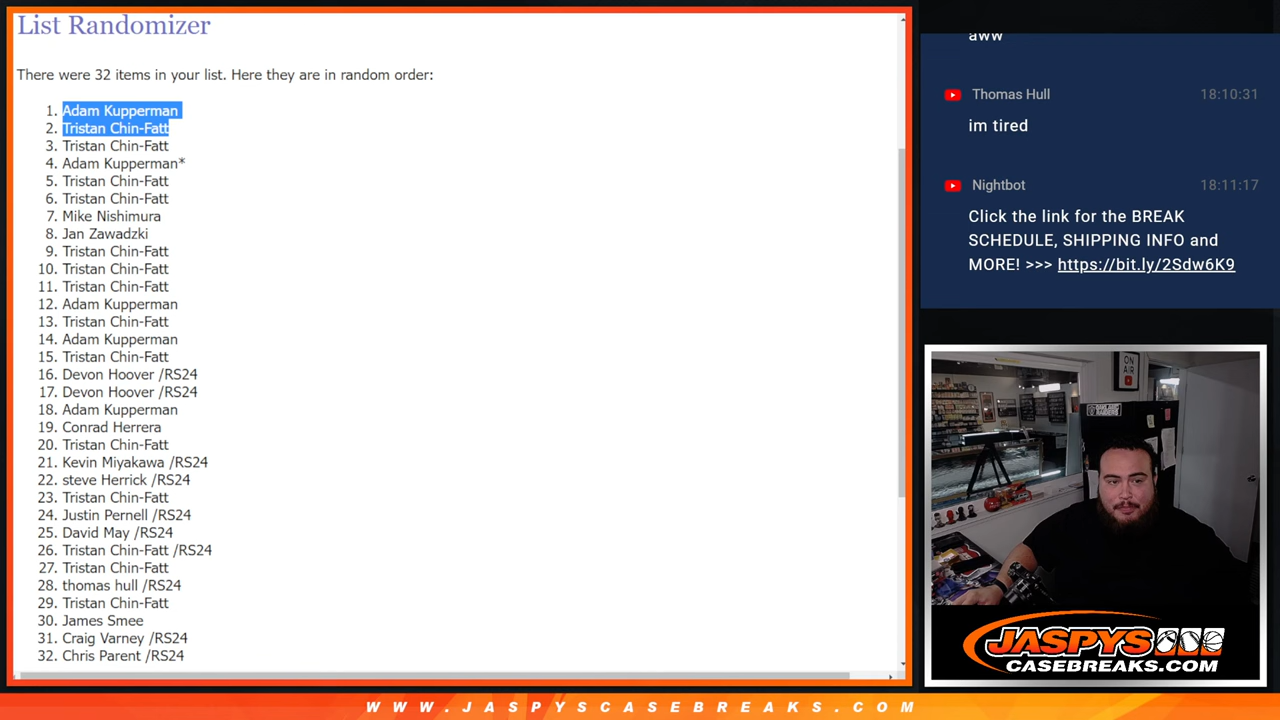 List Randomizer
There were 32 items in your list. Here they are in random order:
1. Adam Kupperman
2. Tristan Chin-Fatt
3. Tristan Chin-Fatt
4. Adam Kupperman*
5. Tristan Chin-Fatt
6. Tristan Chin-Fatt
7. Mike Nishimura
8. Jan Zawadzki
9. Tristan Chin-Fatt
10. Tristan Chin-Fatt
11. Tristan Chin-Fatt
12. Adam Kupperman
13. Tristan Chin-Fatt
14. Adam Kupperman
15. Tristan Chin-Fatt
16. Devon Hoover /RS24
17. Devon Hoover /RS24
18. Adam Kupperman
19. Conrad Herrera
20. Tristan Chin-Fatt
21. Kevin Miyakawa /RS24
22. steve Herrick /RS24
23. Tristan Chin-Fatt
24. Justin Pernell /RS24
25. David May /RS24
26. Tristan Chin-Fatt /RS24
27. Tristan Chin-Fatt
28. thomas hull /RS24
29. Tristan Chin-Fatt
30. James Smee
31. Craig Varney /RS24
32. Chris Parent /RS24
aww
Thomas Hull 18:10:31
im tired
Nightbot 18:11:17
Click the link for the BREAK
SCHEDULE, SHIPPING INFO and
MORE! >>> https://bit.ly/2Sdw6K9
ON
AIR
JASPYS
CASEBREAKS.COM
WWW.JASPYSCASEBREAKS.COM